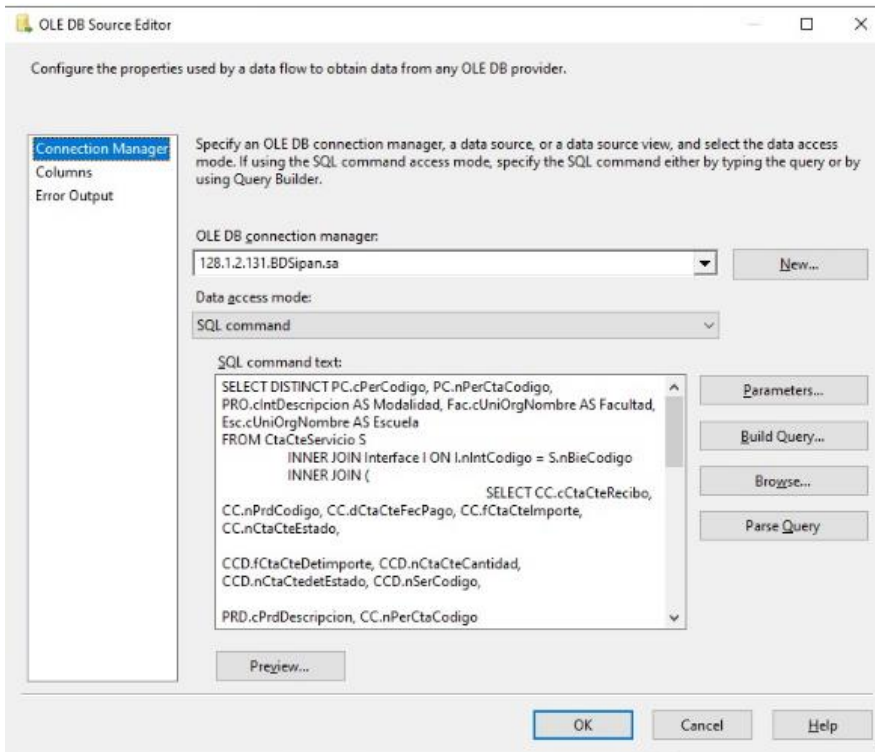 OLE DB Source Editor
Configure the properties used by a data flow to obtain data from any OLE DB provider.
Connection Manager
Columns
Error Output
Specify an OLE DB connection manager, a data source, or a data source view, and select the data access
mode. If using the SQL command access mode, specify the SQL command either by typing the query or by
using Query Builder.
OLE DB connection manager:
128.1.2.131.BDSipan.sa
New...
Data access mode:
SQL command
SQL command text:
SELECT DISTINCT PC.cPerCodigo, PC.nPerCtaCodigo,
PRO.cIntDescripcion AS Modalidad, Fac.cUniOrgNombre AS Facultad,
Esc.cUniOrgNombre AS Escuela
FROM CtaCteServicio S
INNER JOIN Interface I ON I.nIntCodigo = S.nBieCodigo
INNER JOIN (
SELECT CC.cCtaCteRecibo,
CC.nPrdCodigo, CC.dCtaCteFecPago, CC.fCtaCteImporte,
CC.nCtaCteEstado,
CCD.fCtaCteDetimporte, CCD.nCtaCteCantidad,
CCD.nCtaCtedetEstado, CCD.nSerCodigo,
PRD.cPrdDescripcion, CC.nPerCtaCodigo
Parameters...
Build Query...
Browse...
Parse Query
Preview...
OK
Cancel
Help